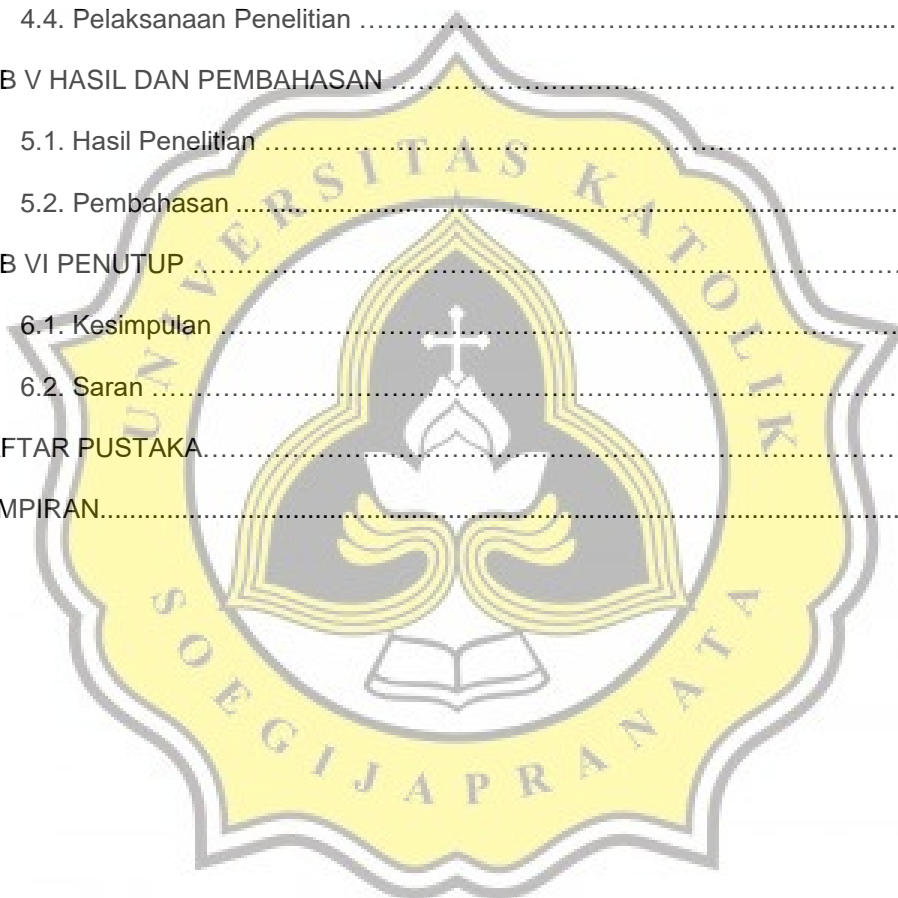 4.4. Pelaksanaan Penelitian ……………………………………………..............
B V HASIL DAN PEMBAHASAN ……………………………………………………
5.1. Hasil Penelitian …………………………………………………………....………
5.2. Pembahasan ..........................................................................................
B VI PENUTUP ……………………………………………………………………………
6.1. Kesimpulan ………………………………………………………………………
6.2. Saran ………………………………………………………………………………
FTAR PUSTAKA……………………………………………………………………………
MPIRAN...........................................................................................................
UNIVERSITAS KATOLIK
SOEGIJAPRANATA